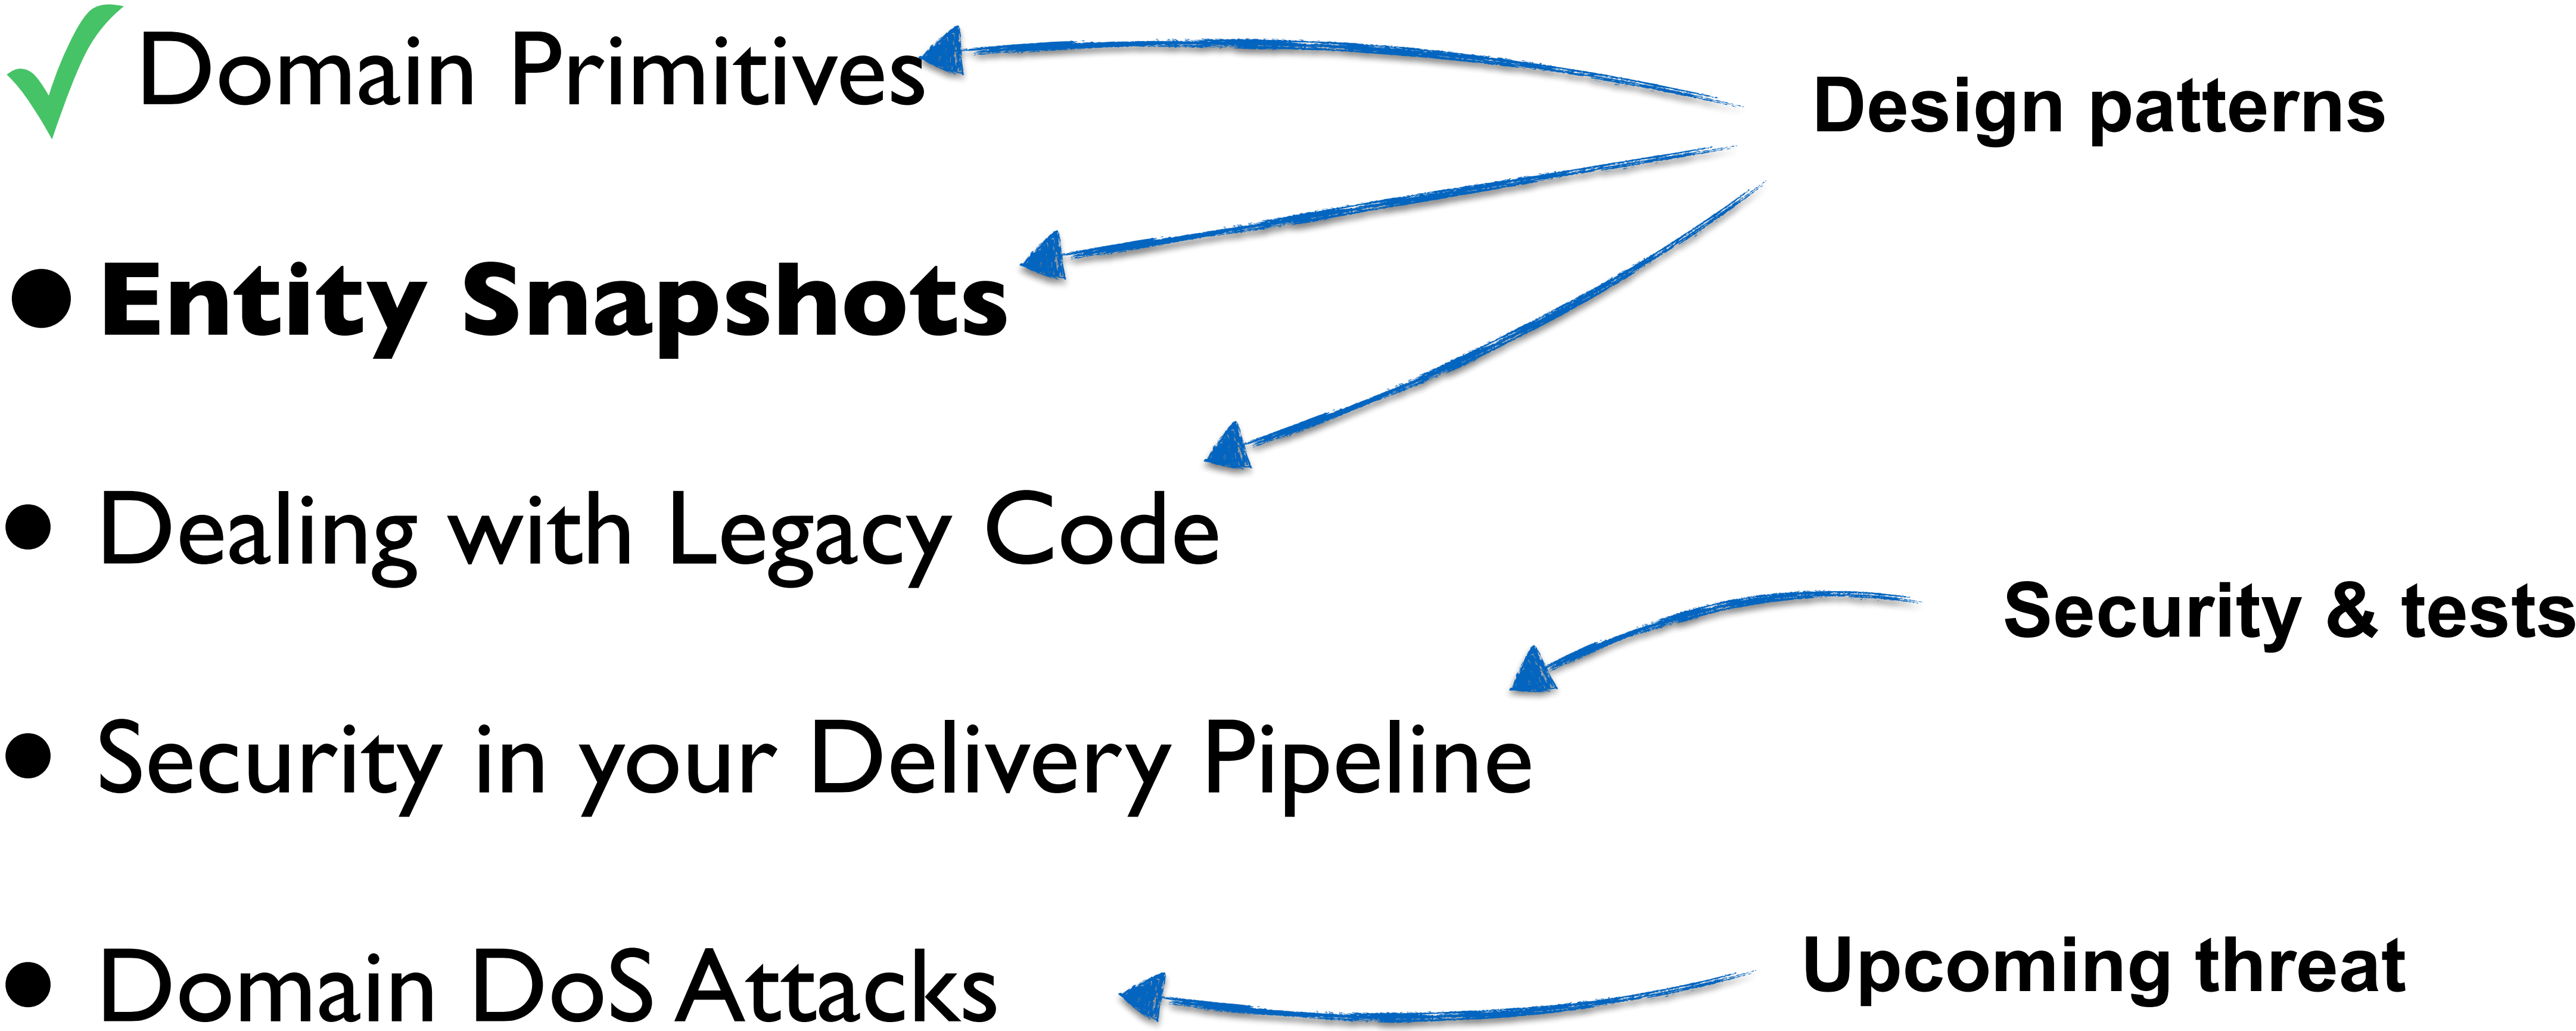 ✓ Domain Primitives
Design patterns
• Entity Snapshots
• Dealing with Legacy Code
Security & tests
• Security in your Delivery Pipeline
• Domain DoS Attacks
Upcoming threat